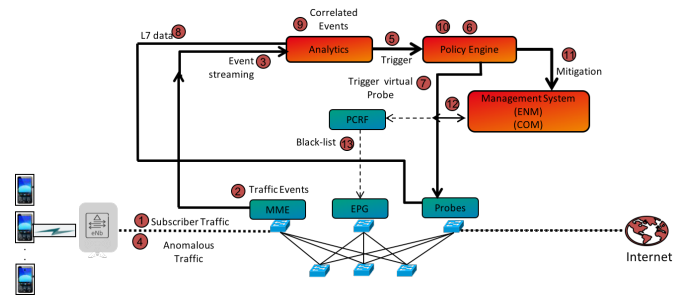 Correlated
9
Events
10
6
L7 data 8
Analytics
5
Policy Engine
11
Event 3
streaming
Trigger
7
Mitigation
Trigger virtual
Probe
12
Management System
(ENM)
(COM)
PCRF
Black-list 13
2 Traffic Events
MME
EPG
Probes
1 Subscriber Traffic
eNb
4 Anomalous
Traffic
Internet